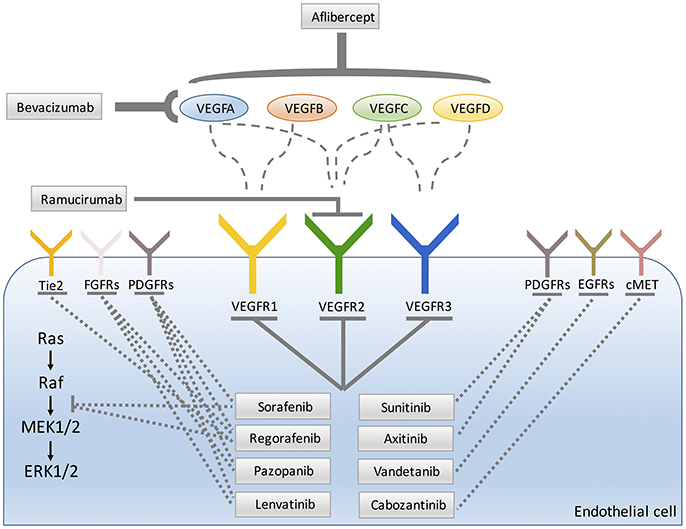 Aflibercept
Bevacizumab
VEGFA
VEGFB
VEGFC
VEGFD
Ramucirumab
Tie2
FGFRs
PDGFRs
VEGFR1
VEGFR2
VEGFR3
PDGFRs
EGFRs
cMET
Ras
Raf
MEK1/2
ERK1/2
Sorafenib
Sunitinib
Regorafenib
Axitinib
Pazopanib
Vandetanib
Lenvatinib
Cabozantinib
Endothelial cell